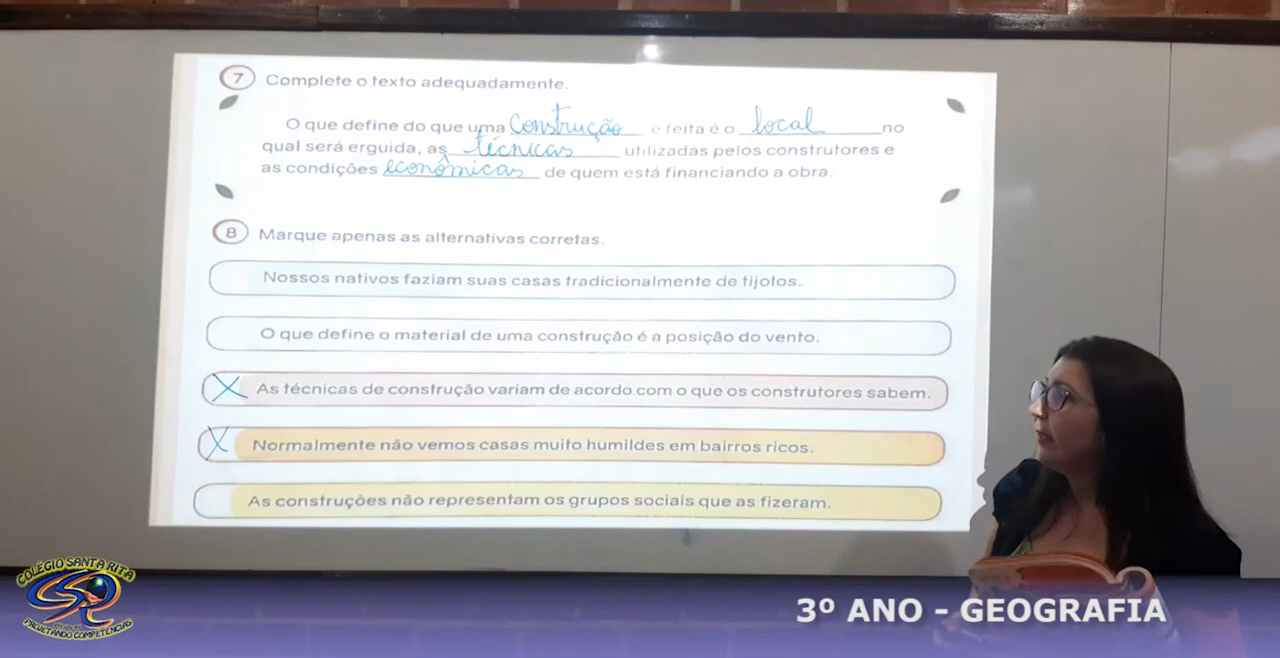 7 Complete o texto adequadamente.
O que define do que uma Construção e feita é o local no
qual será erguida, as técnicas utilizadas pelos construtores e
as condições econômicas de quem está financiando a obra.
8 Marque apenas as alternativas corretas.
Nossos nativos faziam suas casas tradicionalmente de tijolos.
O que define o material de uma construção é a posição do vento.
X As técnicas de construção variam de acordo com o que os construtores sabem.
X Normalmente não vemos casas muito humildes em bairros ricos.
As construções não representam os grupos sociais que as fizeram.
COLÉGIO SANTA RITA
PROJETANDO COMPETÊNCIAS
3º ANO - GEOGRAFIA